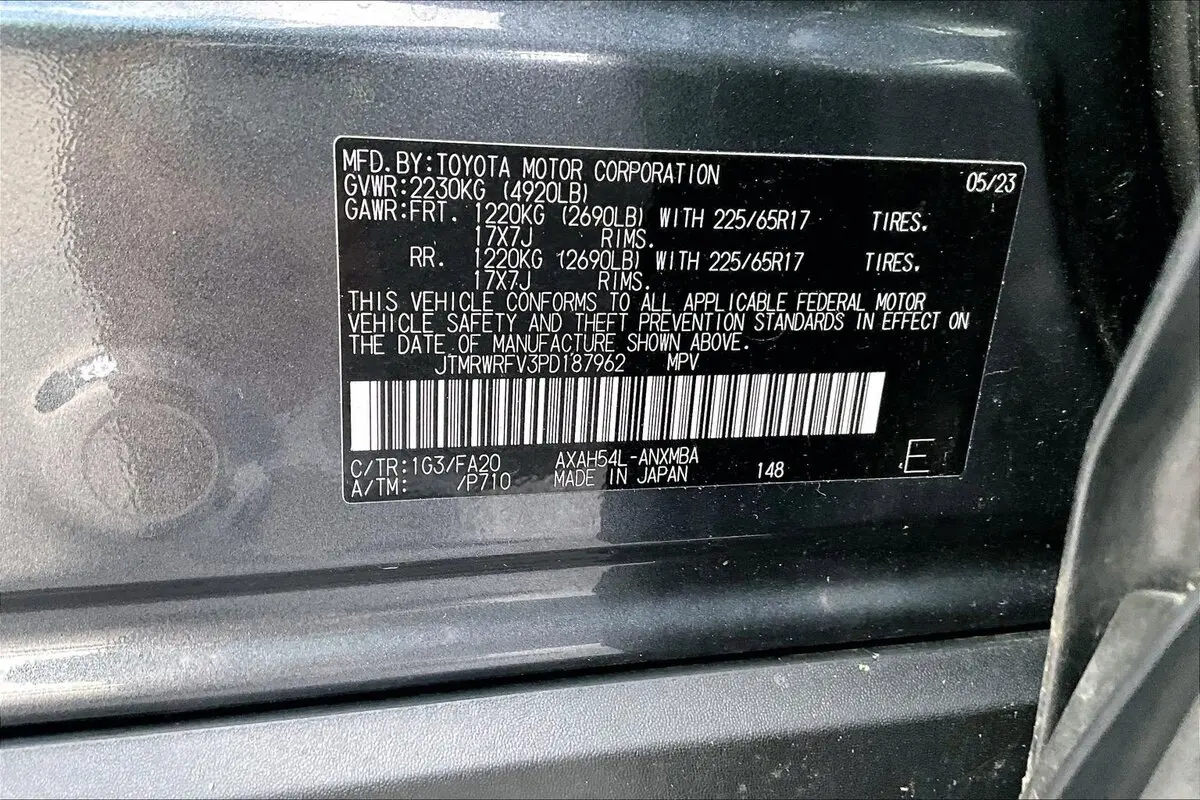 MFD.BY:TOYOTA MOTOR CORPORATION 05/23
GVWR:2230KG (4920LB)
GAWR:FRT. 1220KG (2690LB) WITH 225/65R17 TIRES.
17X7J RIMS.
RR. 1220KG (2690LB) WITH 225/65R17 TIRES.
17X7J RIMS.
THIS VEHICLE CONFORMS TO ALL APPLICABLE FEDERAL MOTOR
VEHICLE SAFETY AND THEFT PREVENTION STANDARDS IN EFFECT ON
THE DATE OF MANUFACTURE SHOWN ABOVE.
JTMRWRFV3PD187962 MPV
C/TR:1G3/FA20 AXAH54L-ANXMBA 148 E
A/TM: /P710 MADE IN JAPAN